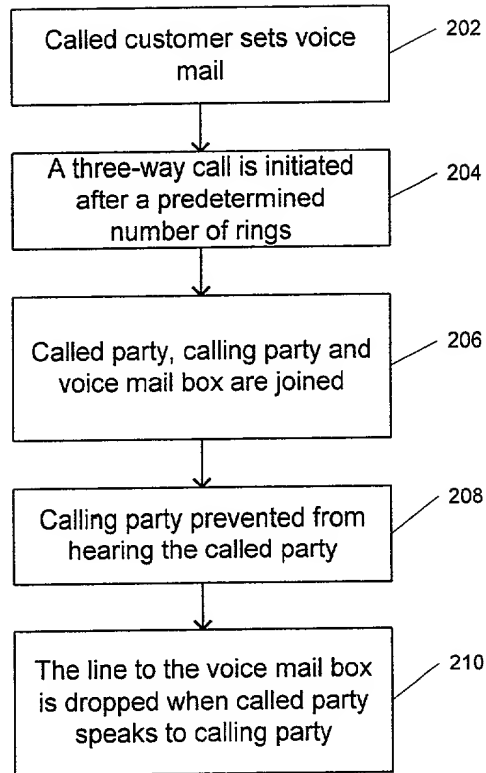 Called customer sets voice
mail
202
A three-way call is initiated
after a predetermined
number of rings
204
Called party, calling party and
voice mail box are joined
206
Calling party prevented from
hearing the called party
208
The line to the voice mail box
is dropped when called party
speaks to calling party
210